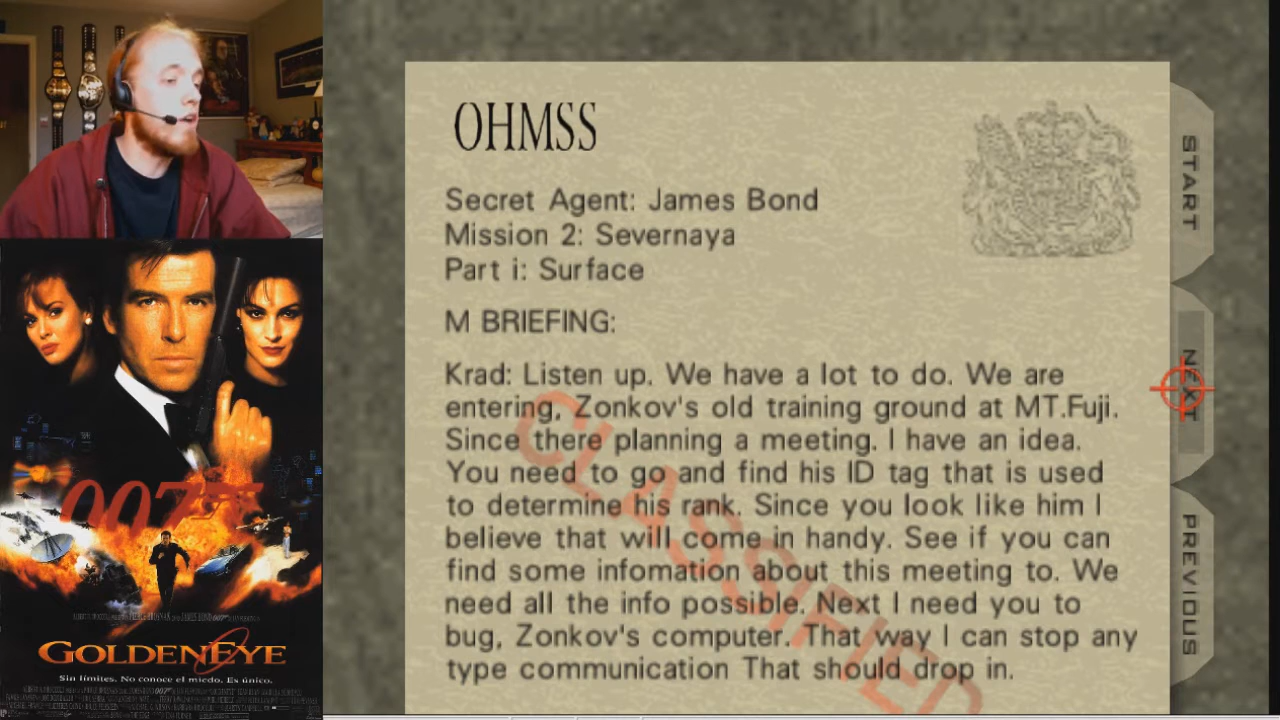 OHMSS
Secret Agent: James Bond
Mission 2: Severnaya
Part i: Surface
M BRIEFING:
Krad: Listen up. We have a lot to do. We are
entering, Zonkov's old training ground at MT.Fuji.
Since there planning a meeting. I have an idea.
You need to go and find his ID tag that is used
to determine his rank. Since you look like him I
believe that will come in handy. See if you can
find some infomation about this meeting to. We
need all the info possible. Next I need you to
bug, Zonkov's computer. That way I can stop any
type communication That should drop in.
CLASSIFIED
START
NEXT
PREVIOUS
007
GOLDENEYE
Sin límites. No conoce el miedo. Es único.